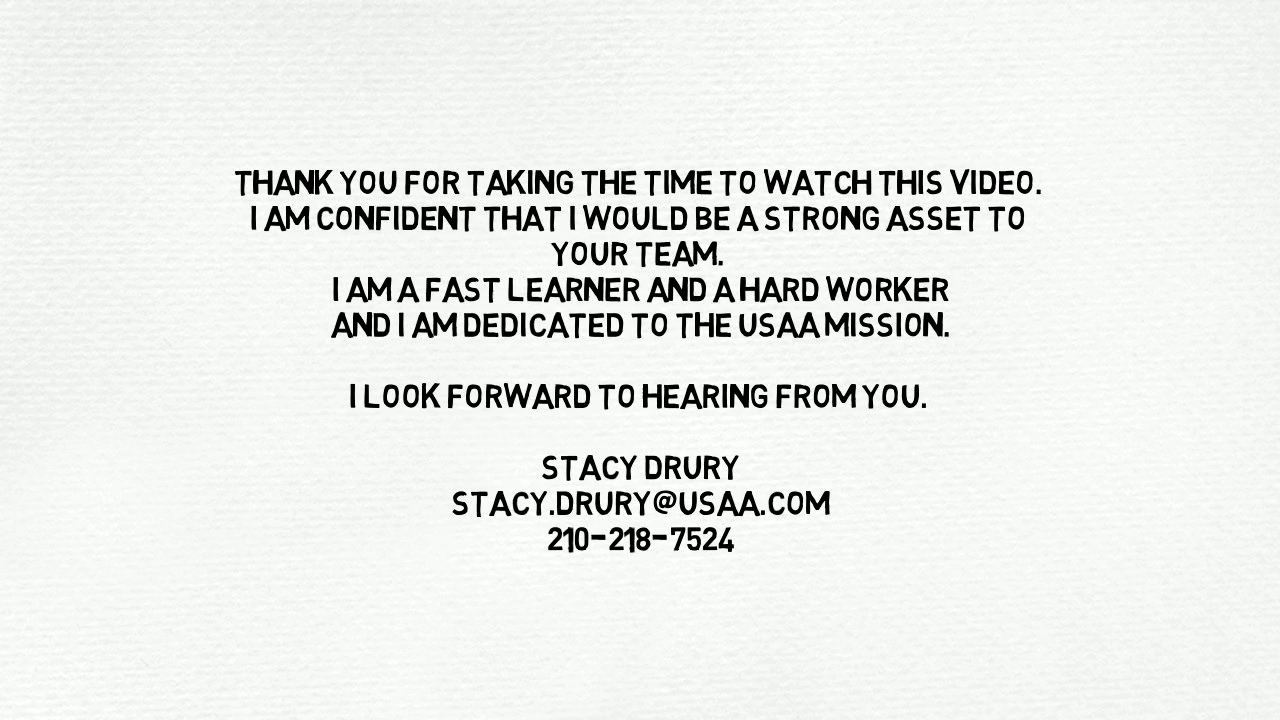 THANK YOU FOR TAKING THE TIME TO WATCH THIS VIDEO.
I AM CONFIDENT THAT I WOULD BE A STRONG ASSET TO
YOUR TEAM.
I AM A FAST LEARNER AND A HARD WORKER
AND I AM DEDICATED TO THE USAA MISSION.
I LOOK FORWARD TO HEARING FROM YOU.
STACY DRURY
STACY.DRURY@USAA.COM
210-218-7524